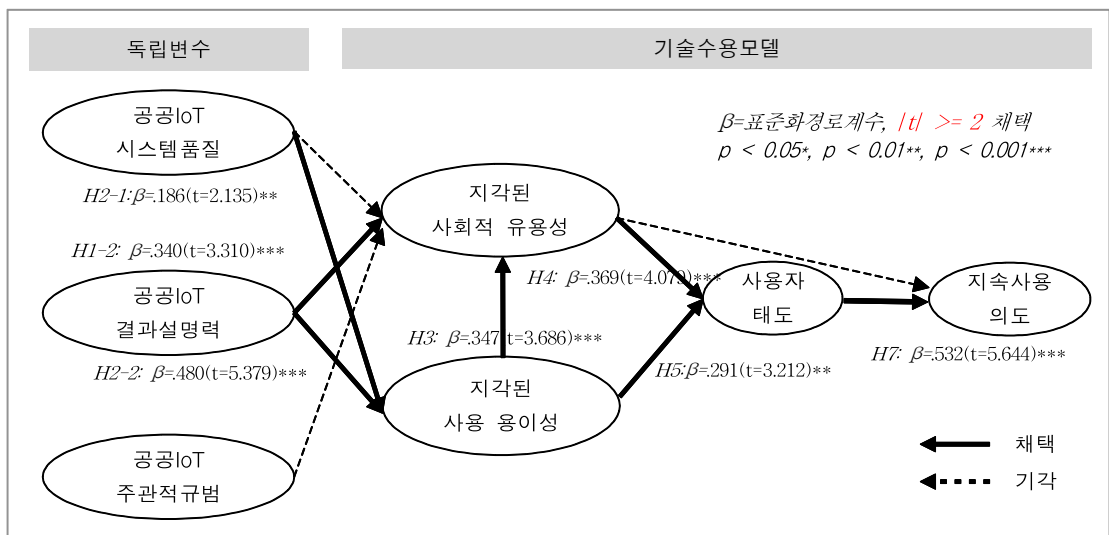 독립변수
기술수용모델
공공IoT
시스템품질
β=표준화경로계수, |t| >= 2 채택
p < 0.05*, p < 0.01**, p < 0.001***
H2-1:β=.186(t=2.135)**
지각된
사회적 유용성
H1-2: β=.340(t=3.310)***
H4: β=.369(t=4.079)***
공공IoT
결과설명력
사용자
태도
지속사용
의도
H3: β=.347(t=3.686)***
H7: β=.532(t=5.644)***
H2-2: β=.480(t=5.379)***
H5:β=.291(t=3.212)**
지각된
사용 용이성
공공IoT
주관적규범
채택
기각